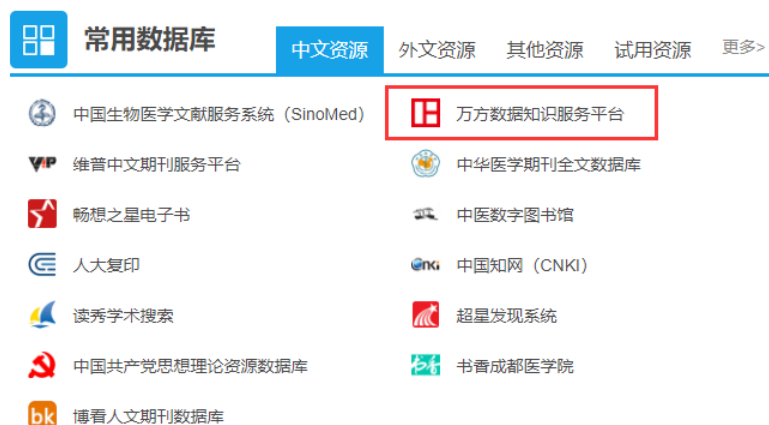 常用数据库
中文资源 外文资源 其他资源 试用资源 更多>
中国生物医学文献服务系统（SinoMed） 万方数据知识服务平台
VIP 维普中文期刊服务平台 中华医学期刊全文数据库
畅想之星电子书 中医数字图书馆
人大复印 cnki 中国知网（CNKI）
读秀学术搜索 超星发现系统
中国共产党思想理论资源数据库 书香 书香成都医学院
bk 博看人文期刊数据库